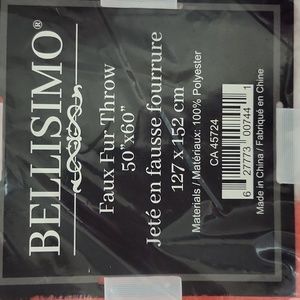 BELLISIMO®
Faux Fur Throw
50"x60"
Jeté en fausse fourrure
127 x 152 cm
Materials / Matériaux: 100% Polyester
CA 45724
6 27773 00744 1
Made in China / Fabriqué en Chine